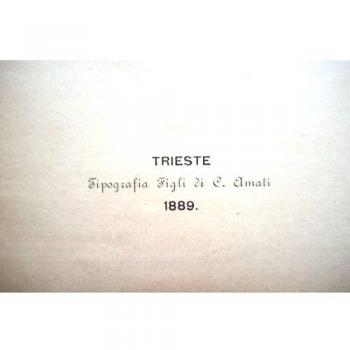 TRIESTE
Tipografia Figli di C. Amati
1889.